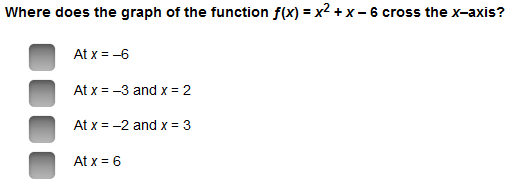 Where does the graph of the function f(x) = x² + x – 6 cross the x–axis?
At x = –6
At x = –3 and x = 2
At x = –2 and x = 3
At x = 6